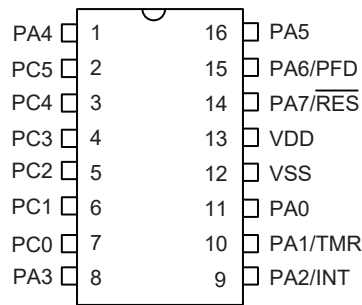 PA4 1 16 PA5
PC5 2 15 PA6/PFD
PC4 3 14 PA7/R̅E̅S̅
PC3 4 13 VDD
PC2 5 12 VSS
PC1 6 11 PA0
PC0 7 10 PA1/TMR
PA3 8 9 PA2/INT